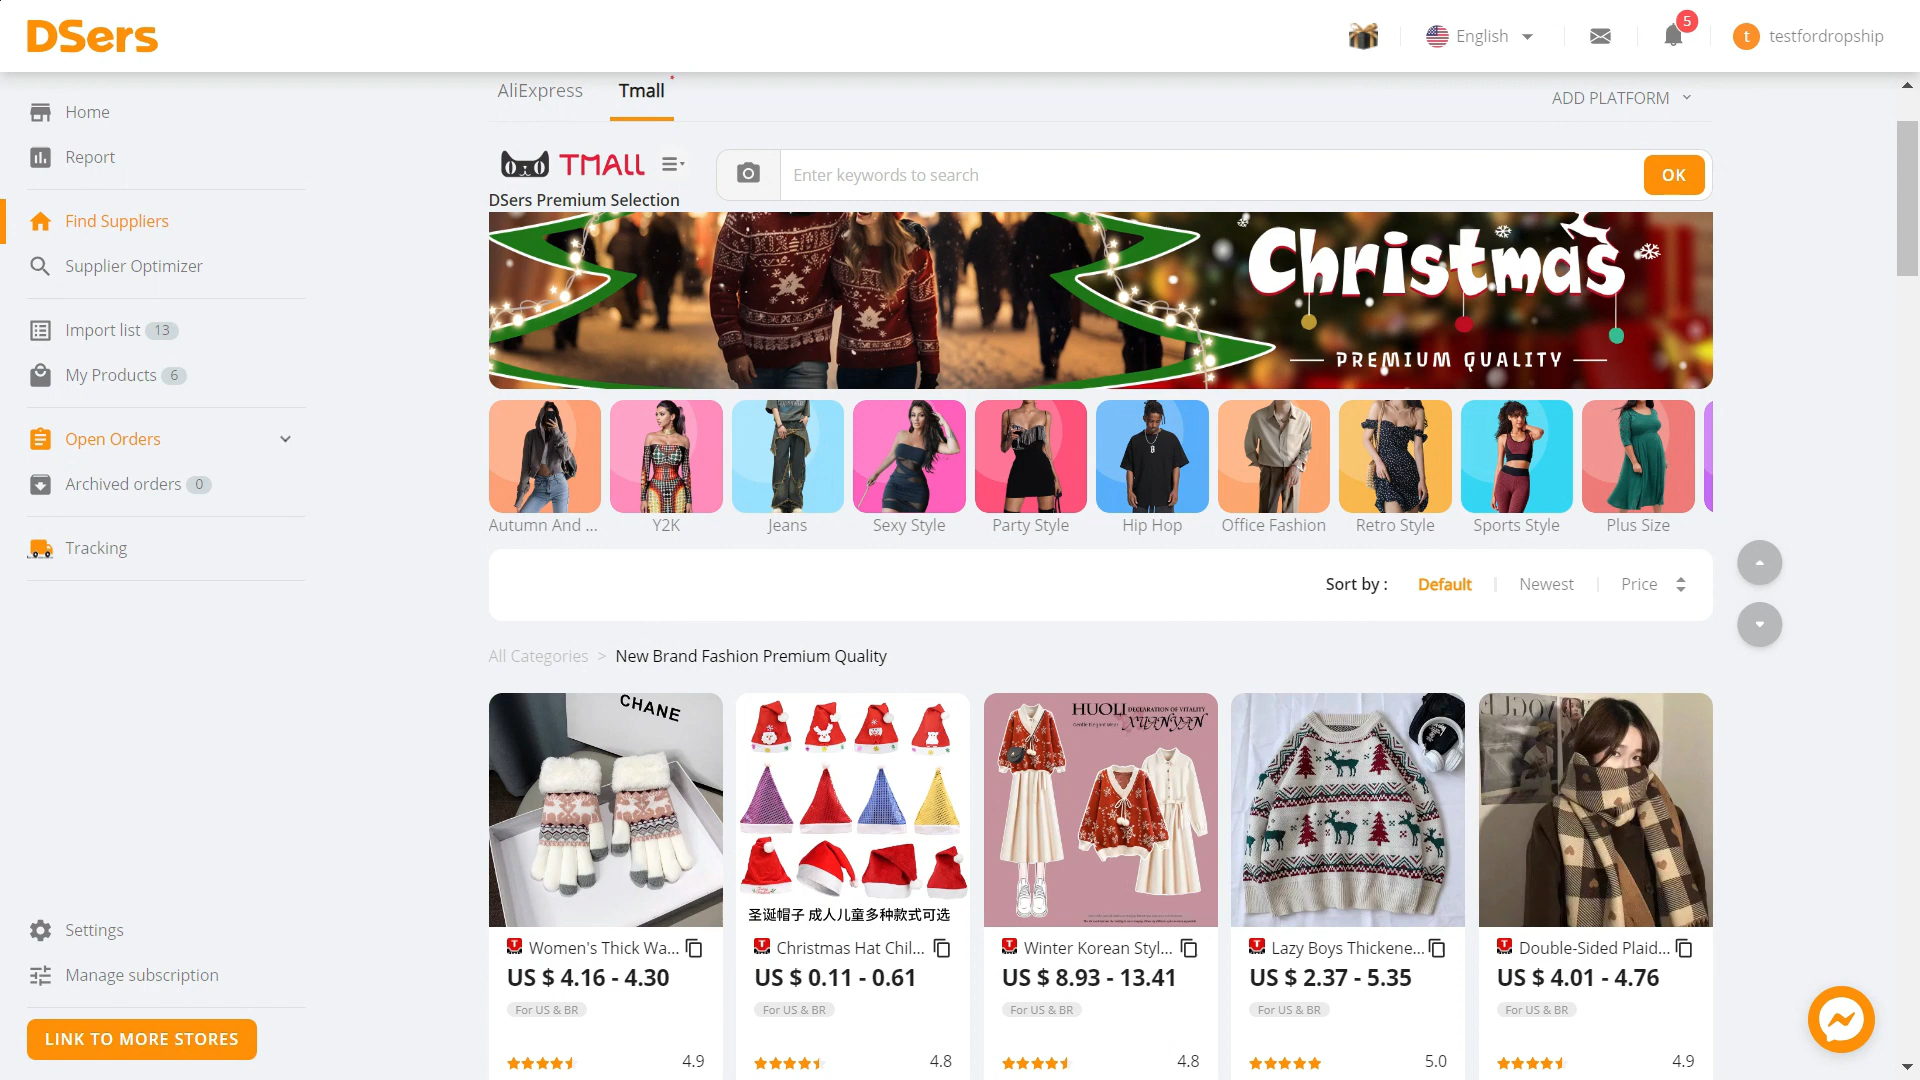 DSers
English
5
t
testfordropship
Home
Report
Find Suppliers
Supplier Optimizer
Import list 13
My Products 6
Open Orders
Archived orders 0
Tracking
Settings
Manage subscription
LINK TO MORE STORES
AliExpress
Tmall
ADD PLATFORM
TMALL
DSers Premium Selection
Enter keywords to search
OK
Christmas
PREMIUM QUALITY
Autumn And ...
Y2K
Jeans
Sexy Style
Party Style
Hip Hop
Office Fashion
Retro Style
Sports Style
Plus Size
Sort by :
Default
Newest
Price
All Categories > New Brand Fashion Premium Quality
CHANE
圣诞帽子 成人儿童多种款式可选
HUOLI DECEARATION OF VITALITY
XUANYAN
Women's Thick Wa...
US $ 4.16 - 4.30
For US & BR
4.9
Christmas Hat Chil...
US $ 0.11 - 0.61
For US & BR
4.8
Winter Korean Styl...
US $ 8.93 - 13.41
For US & BR
4.8
Lazy Boys Thickene...
US $ 2.37 - 5.35
For US & BR
5.0
Double-Sided Plaid...
US $ 4.01 - 4.76
For US & BR
4.9